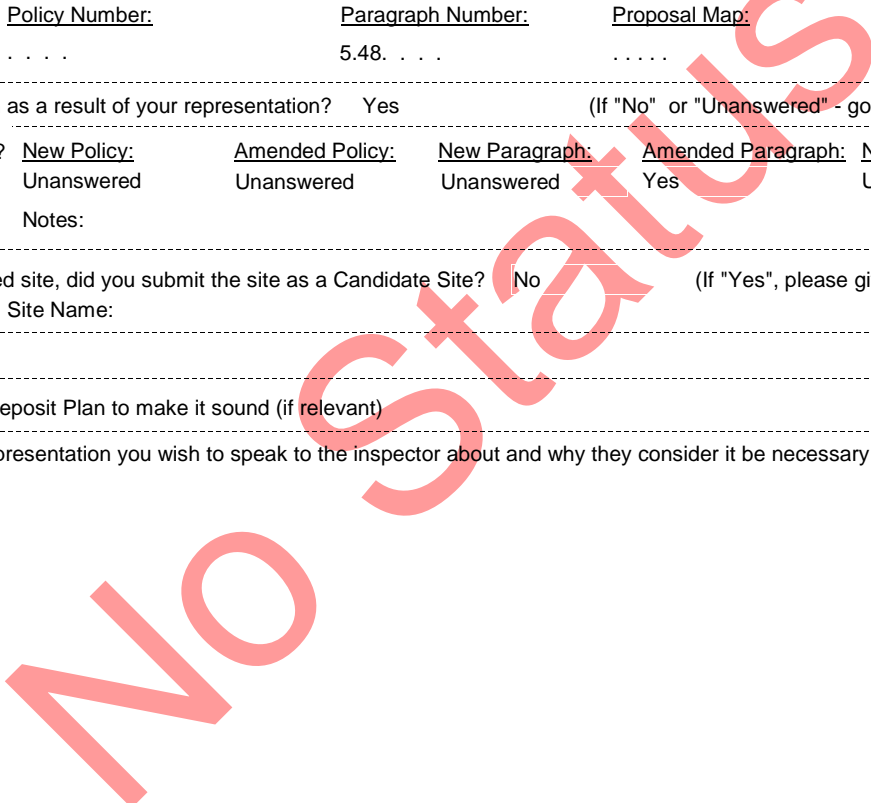 Policy Number: Paragraph Number: Proposal Map:
. . . . 5.48. . . . . . . . .
as a result of your representation? Yes (If "No" or "Unanswered" - go
? New Policy: Amended Policy: New Paragraph: Amended Paragraph: N
Unanswered Unanswered Unanswered Yes U
Notes:
ed site, did you submit the site as a Candidate Site? No (If "Yes", please gi
Site Name:
eposit Plan to make it sound (if relevant)
presentation you wish to speak to the inspector about and why they consider it be necessary
No Status